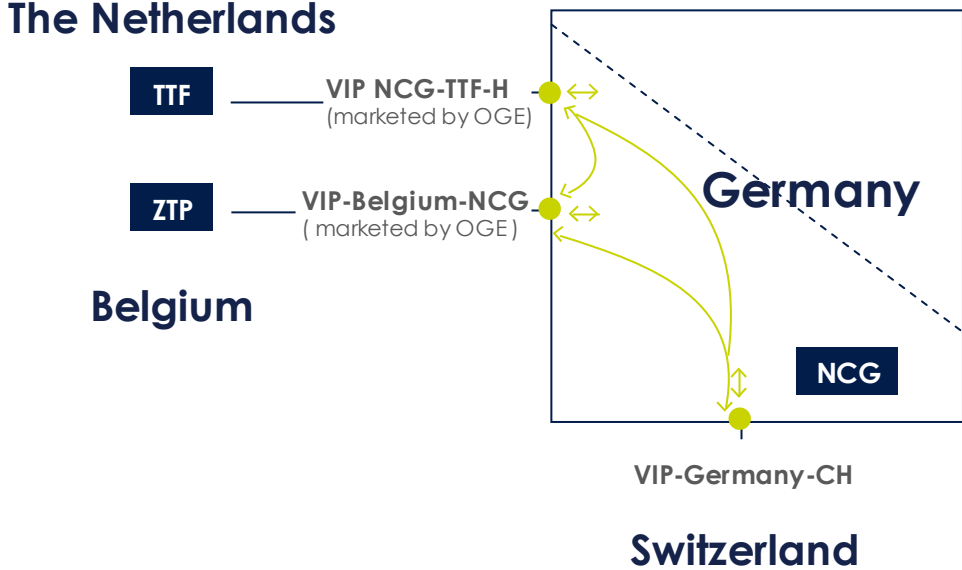 The Netherlands
TTF
VIP NCG-TTF-H
(marketed by OGE)
ZTP
VIP-Belgium-NCG
( marketed by OGE )
Germany
Belgium
NCG
VIP-Germany-CH
Switzerland